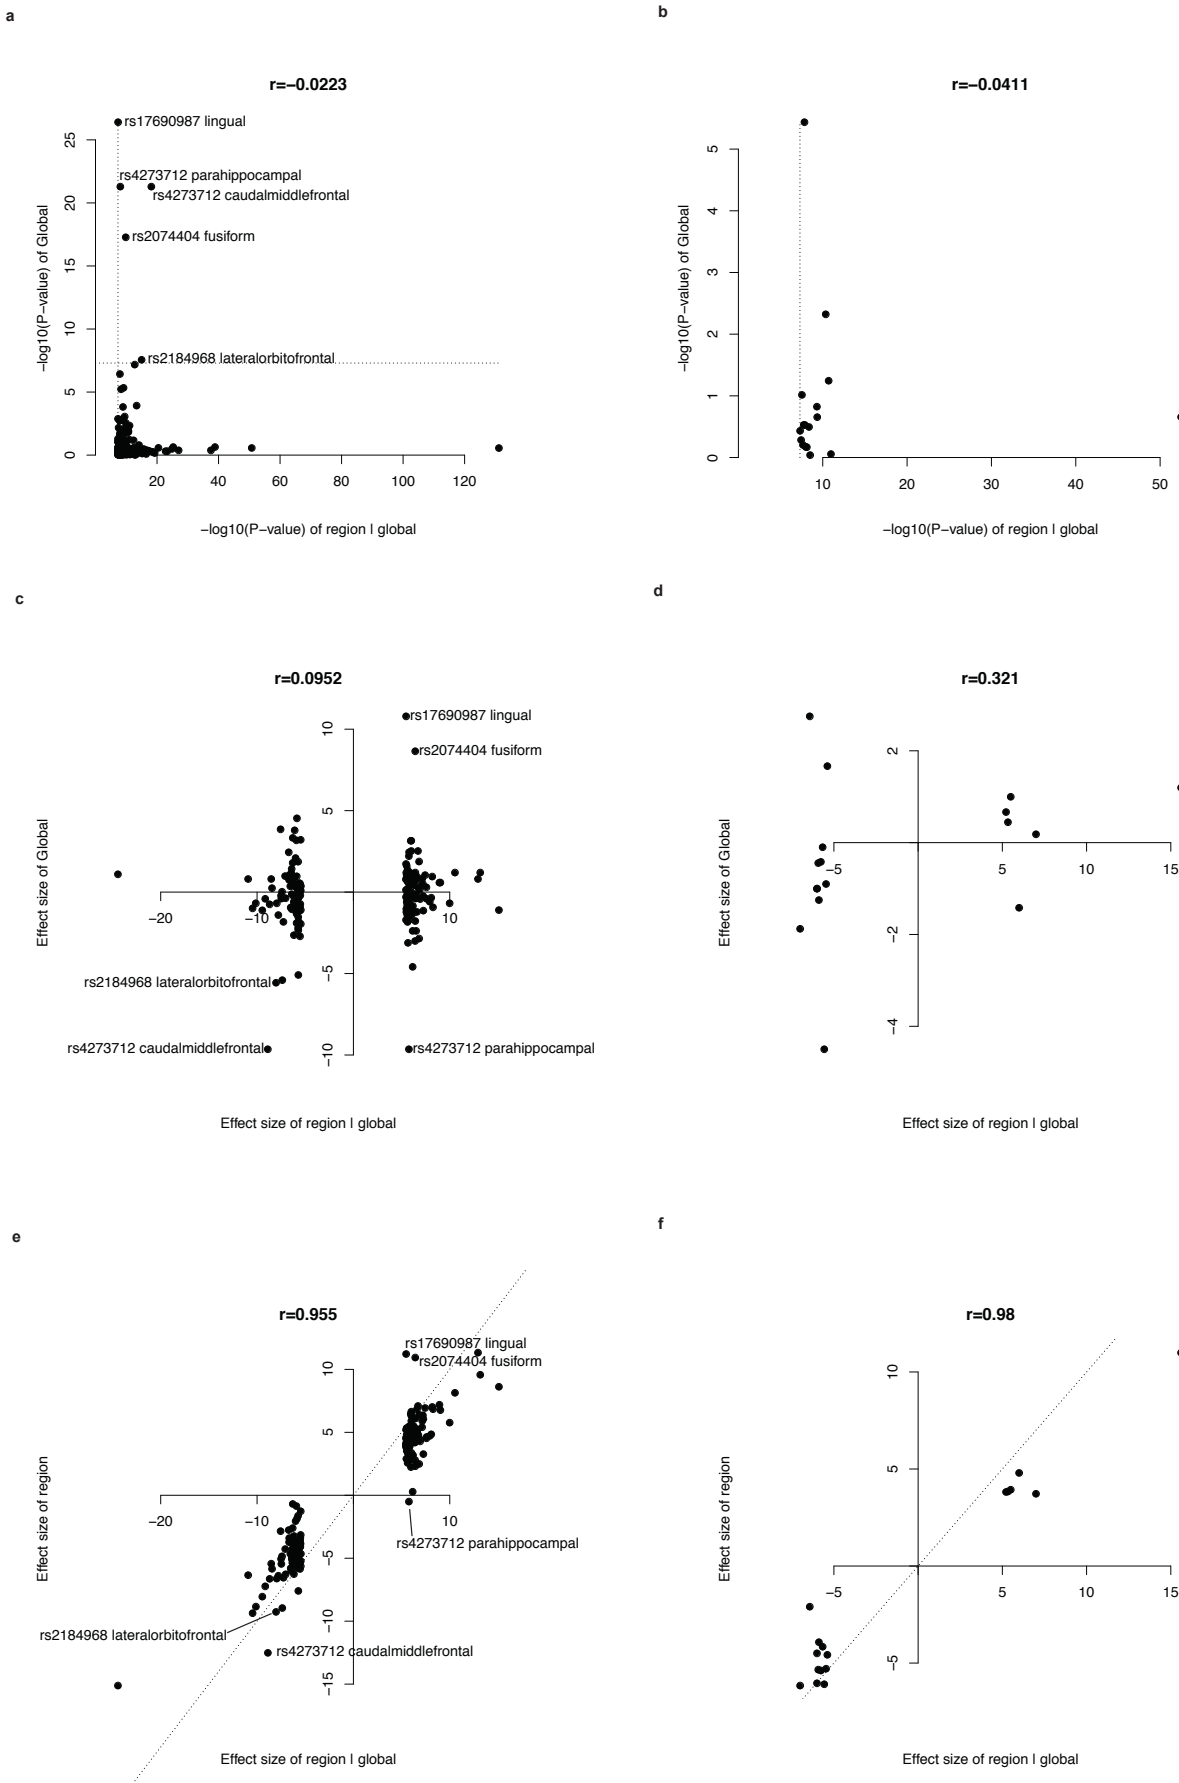 a
r=−0.0223
rs17690987 lingual
rs4273712 parahippocampal
rs4273712 caudalmiddlefrontal
rs2074404 fusiform
rs2184968 lateralorbitofrontal
−log10(P−value) of Global
0
5
10
15
20
25
20
40
60
80
100
120
−log10(P−value) of region | global
b
r=−0.0411
−log10(P−value) of Global
0
1
2
3
4
5
10
20
30
40
50
−log10(P−value) of region | global
c
r=0.0952
rs17690987 lingual
rs2074404 fusiform
rs2184968 lateralorbitofrontal
rs4273712 caudalmiddlefrontal
rs4273712 parahippocampal
Effect size of Global
−10
−5
5
10
−20
−10
10
Effect size of region | global
d
r=0.321
Effect size of Global
−4
−2
2
−5
5
10
15
Effect size of region | global
e
r=0.955
rs17690987 lingual
rs2074404 fusiform
rs4273712 parahippocampal
rs2184968 lateralorbitofrontal
rs4273712 caudalmiddlefrontal
Effect size of region
−15
−10
−5
5
10
−20
−10
10
Effect size of region | global
f
r=0.98
Effect size of region
−5
5
10
−5
5
10
15
Effect size of region | global